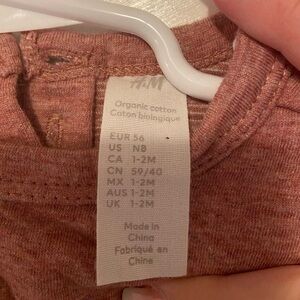 H&M
Organic cotton
Coton biologique
EUR 56
US NB
CA 1-2M
CN 59/40
MX 1-2M
AUS 1-2M
UK 1-2M
Made in
China
Fabriqué en
Chine